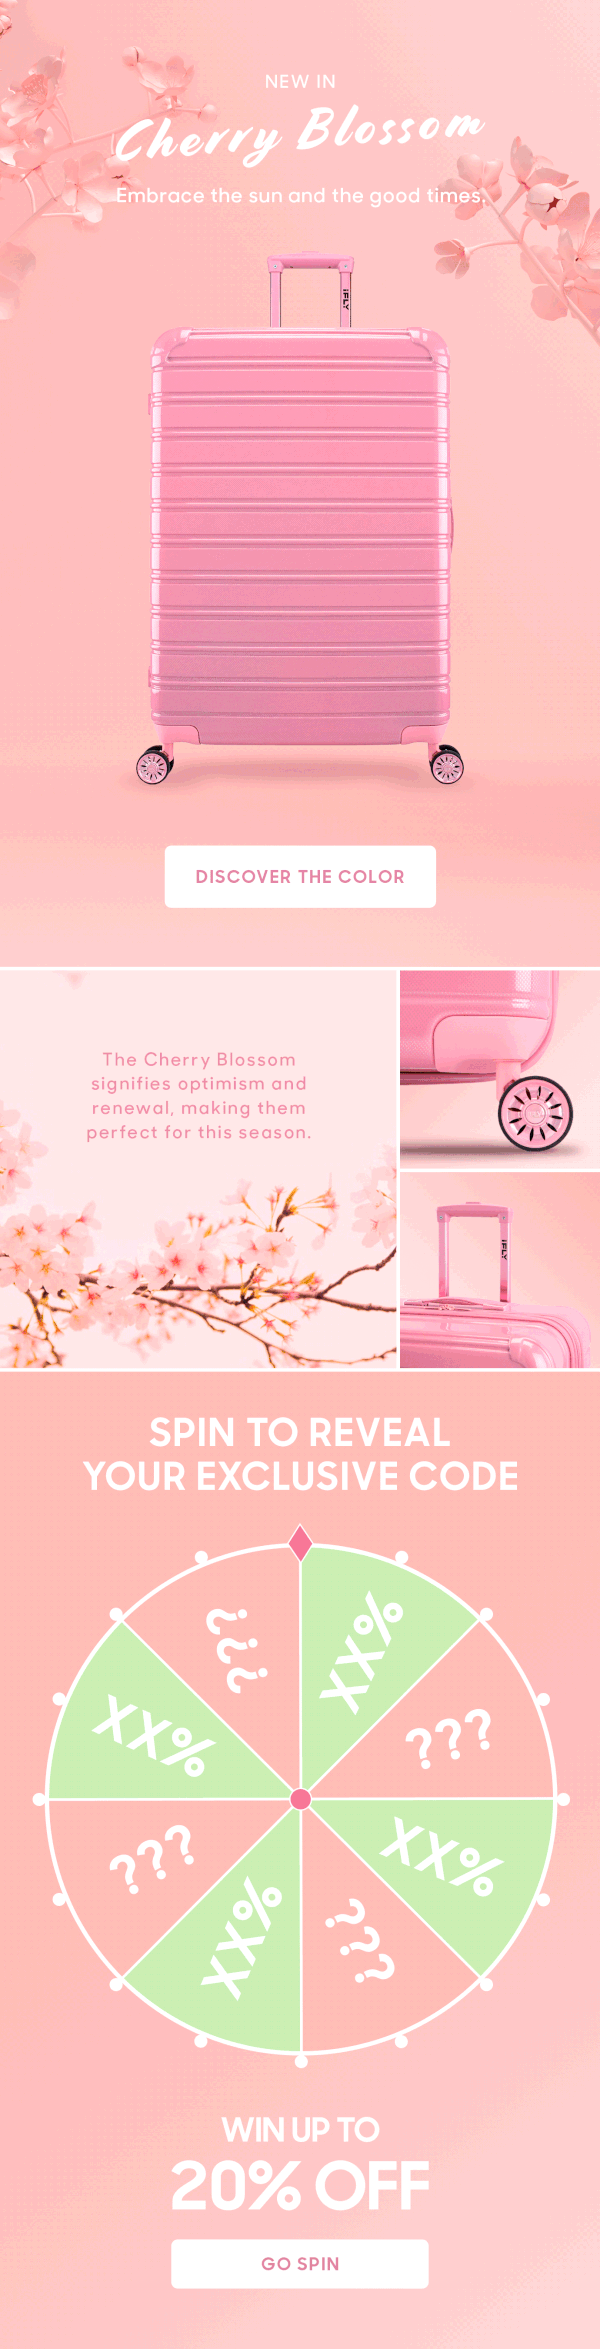 NEW IN
Cherry Blossom
Embrace the sun and the good times.
iFLY
DISCOVER THE COLOR
The Cherry Blossom
signifies optimism and
renewal, making them
perfect for this season.
iFLY
SPIN TO REVEAL
YOUR EXCLUSIVE CODE
???
XX%
???
XX%
XX%
???
XX%
???
WIN UP TO
20% OFF
GO SPIN